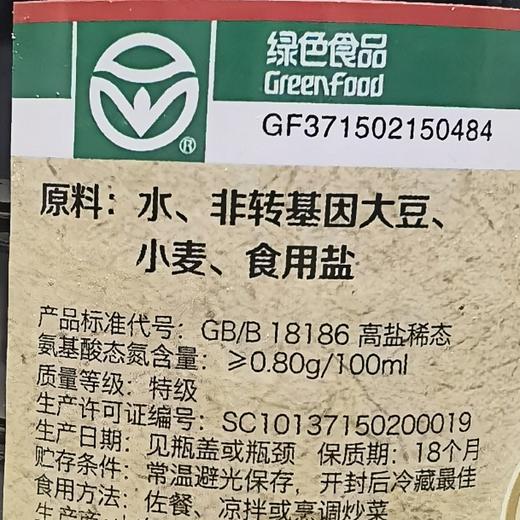 绿色食品
Greenfood
GF371502150484
®
原料：水、非转基因大豆、
小麦、食用盐
产品标准代号：GB/B 18186 高盐稀态
氨基酸态氮含量：≥0.80g/100ml
质量等级：特级
生产许可证编号：SC10137150200019
生产日期：见瓶盖或瓶颈 保质期：18个月
贮存条件：常温避光保存，开封后冷藏最佳
食用方法：佐餐、凉拌或烹调炒菜